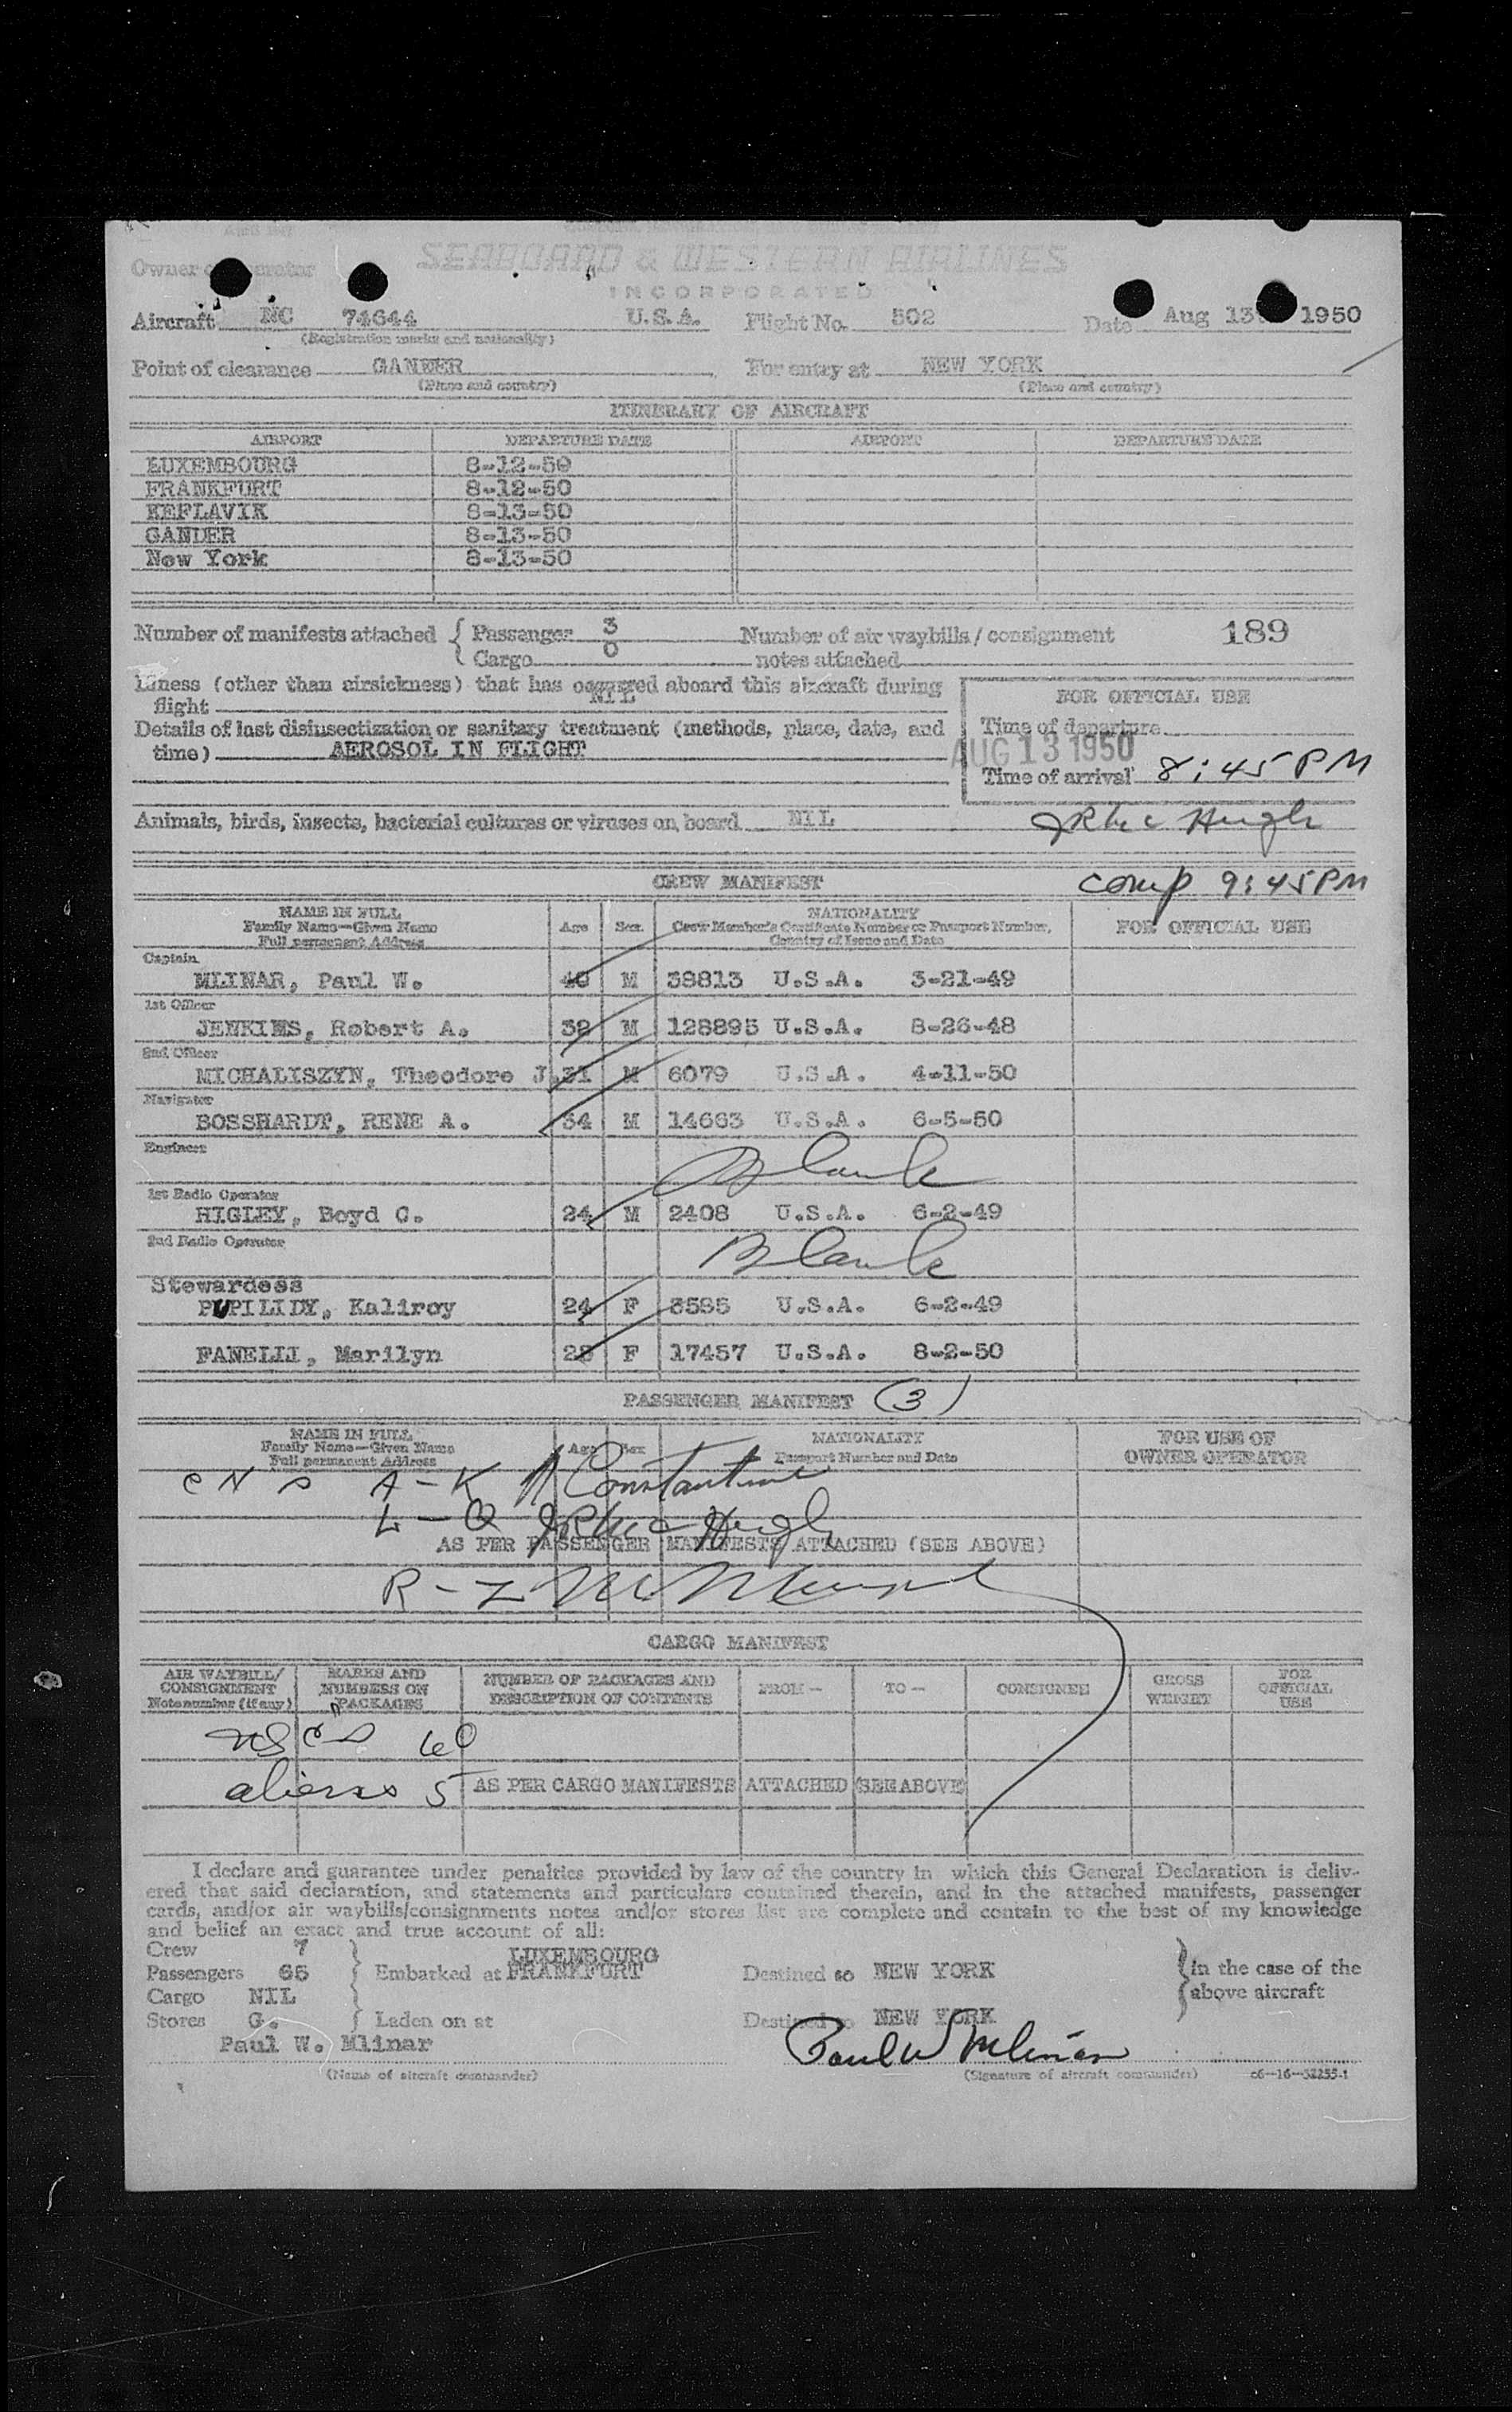 Owner or operator SEABOARD & WESTERN AIRLINES
INCORPORATED
Aircraft NC 74644 U.S.A. Flight No. 502 Date Aug 13 1950
(Registration marks and nationality)
Point of clearance GANDER For entry at NEW YORK
(Place and country) (Place and country)
ITINERARY OF AIRCRAFT
AIRPORT DEPARTURE DATE AIRPORT DEPARTURE DATE
LUXEMBOURG 8-12-50
FRANKFURT 8-12-50
KEFLAVIK 8-13-50
GANDER 8-13-50
New York 8-13-50
Number of manifests attached { Passenger 3 Number of air waybills / consignment 189
Cargo 0 notes attached
Illness (other than airsickness) that has occurred aboard this aircraft during
flight NIL
FOR OFFICIAL USE
Details of last disinsectization or sanitary treatment (methods, place, date, and
time) AEROSOL IN FLIGHT
Time of departure
AUG 13 1950
Time of arrival 8:45 PM
Animals, birds, insects, bacterial cultures or viruses on board NIL
CREW MANIFEST comp 9:45 PM
NAME IN FULL Age Sex NATIONALITY FOR OFFICIAL USE
Family Name—Given Name Crew Member's Certificate Number or Passport Number,
Full permanent Address Country of Issue and Date
Captain
MLINAR, Paul W. 40 M 38813 U.S.A. 3-21-49
1st Officer
JENKINS, Robert A. 32 M 128895 U.S.A. 8-26-48
2nd Officer
MICHALISZYN, Theodore J. 31 M 6079 U.S.A. 4-11-50
Navigator
BOSSHARDT, RENE A. 34 M 14663 U.S.A. 6-5-50
Engineer
Blank
1st Radio Operator
HIGLEY, Boyd C. 24 M 2408 U.S.A. 6-2-49
2nd Radio Operator
Blank
Stewardess
PUPILIDY, Kaliroy 24 F 3585 U.S.A. 6-2-49
FANELLI, Marilyn 28 F 17457 U.S.A. 8-2-50
PASSENGER MANIFEST (3)
NAME IN FULL Age Sex NATIONALITY FOR USE OF
Family Name—Given Name Passport Number and Date OWNER OPERATOR
Full permanent Address
A-K Constantine
L-Q
AS PER PASSENGER MANIFESTS ATTACHED (SEE ABOVE)
R-Z
CARGO MANIFEST
AIR WAYBILL/ CONSIGNMENT Note number (if any) MARKS AND NUMBERS ON PACKAGES NUMBER OF PACKAGES AND DESCRIPTION OF CONTENTS FROM— TO— CONSIGNEE GROSS WEIGHT FOR OFFICIAL USE
60
aliens 5 AS PER CARGO MANIFESTS ATTACHED (SEE ABOVE)
I declare and guarantee under penalties provided by law of the country in which this General Declaration is deliv-
ered that said declaration, and statements and particulars contained therein, and in the attached manifests, passenger
cards, and/or air waybills/consignments notes and/or stores list are complete and contain to the best of my knowledge
and belief an exact and true account of all:
Crew 7
LUXEMBOURG
Passengers 65 Embarked at FRANKFURT Destined to NEW YORK In the case of the
Cargo NIL above aircraft
Stores G. Laden on at Destined to NEW YORK
Paul W. Mlinar Paul W Mlinar
(Name of aircraft commander) (Signature of aircraft commander) c6—16—52255-1